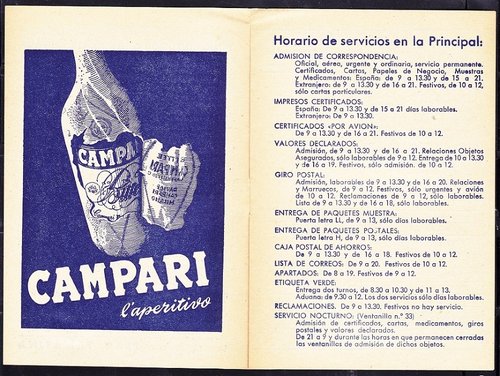 CAMPARI
l'aperitivo
Horario de servicios en la Principal:
ADMISION DE CORRESPONDENCIA:
Oficial, aérea, urgente y ordinaria, servicio permanente.
Certificados, Cartas, Papeles de Negocio, Muestras
y Medicamentos: España: De 9 a 13.30 y de 15 a 21.
Extranjero: de 9 a 13.30 y de 16 a 21. Festivos, de 10 a 12,
sólo cartas particulares.
IMPRESOS CERTIFICADOS:
España: De 9 a 13.30 y de 15 a 21 días laborables.
Extranjero: De 9 a 13.30.
CERTIFICADOS «POR AVION»:
De 9 a 13.30 y de 16 a 21. Festivos de 10 a 12.
VALORES DECLARADOS:
Admisión, de 9 a 13.30 y de 16 a 21. Relaciones Objetos
Asegurados, sólo laborables de 9 a 12. Entrega de 10 a 13.30
y de 16 a 19. Festivos, sólo admisión, de 10 a 12.
GIRO POSTAL:
Admisión, laborables de 9 a 13.30 y de 16 a 20. Relaciones
y Marruecos, de 9 a 12. Festivos, sólo urgentes y avión
de 10 a 12. Reclamaciones de 9 a 12, sólo laborables.
Lista de 9 a 13.30 y de 16 a 18, sólo laborables.
ENTREGA DE PAQUETES MUESTRA:
Puerta letra LL, de 9 a 13, sólo días laborables.
ENTREGA DE PAQUETES POSTALES:
Puerta letra H, de 9 a 13, sólo días laborables.
CAJA POSTAL DE AHORROS:
De 9 a 13.30 y de 16 a 18. Festivos de 10 a 12.
LISTA DE CORREOS: De 9 a 20. Festivos de 10 a 12.
APARTADOS: De 8 a 19. Festivos de 9 a 12.
ETIQUETA VERDE:
Entrega dos turnos, de 8.30 a 10.30 y de 11 a 13.
Aduana: de 9.30 a 12. Los dos servicios sólo días laborables.
RECLAMACIONES. De 9 a 13.30. Festivos no hay servicio.
SERVICIO NOCTURNO: (Ventanilla n.º 33)
Admisión de certificados, cartas, medicamentos, giros
postales y valores declarados.
De 21 a 9 y durante las horas en que permanecen cerradas
las ventanillas de admisión de dichos objetos.